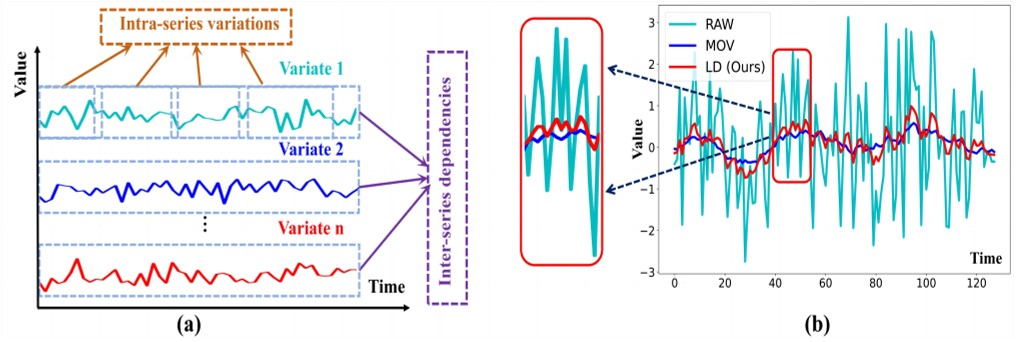 Intra-series variations
Value
Variate 1
Variate 2
⋮
Variate n
Time
Inter-series dependencies
(a)
RAW
MOV
LD (Ours)
Value
3
2
1
0
−1
−2
−3
0 20 40 60 80 100 120
Time
(b)